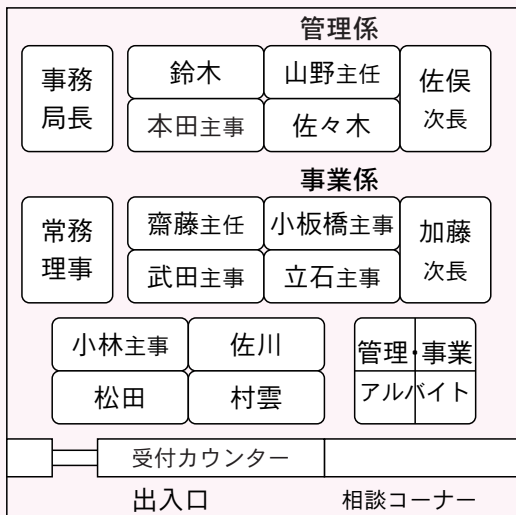 管理係
事務
局長
鈴木
山野主任
佐俣
次長
本田主事
佐々木
事業係
常務
理事
齋藤主任
小板橋主事
加藤
次長
武田主事
立石主事
小林主事
佐川
管理・事業
アルバイト
松田
村雲
受付カウンター
出入口
相談コーナー